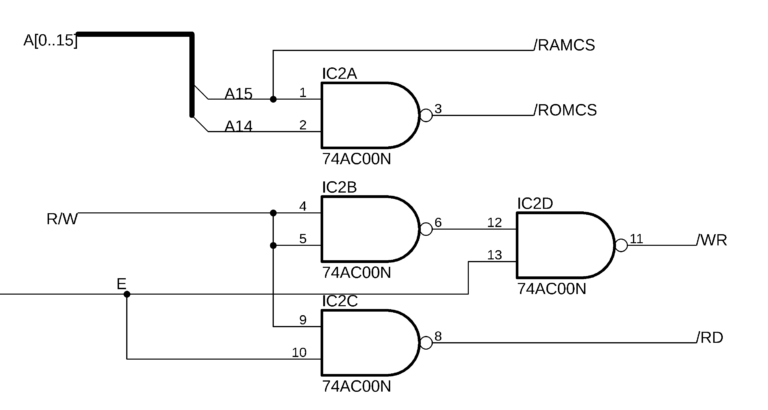 A[0..15]
/RAMCS
IC2A
A15
1
3
/ROMCS
A14
2
74AC00N
IC2B
R/W
4
5
6
74AC00N
IC2D
12
13
11
/WR
74AC00N
E
IC2C
9
10
8
/RD
74AC00N